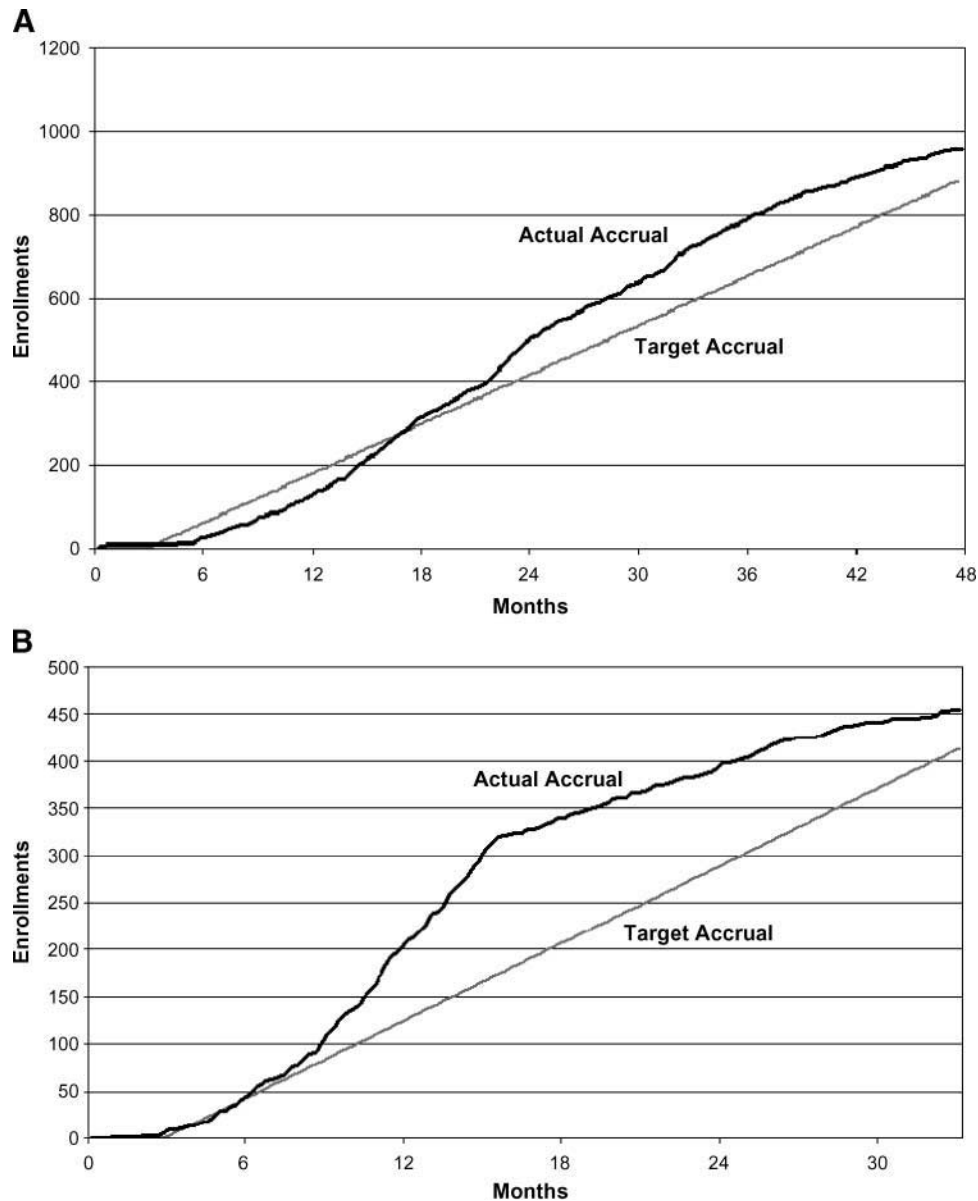 A
1200
1000
800
600
400
200
0
Enrollments
Actual Accrual
Target Accrual
0 6 12 18 24 30 36 42 48
Months
B
500
450
400
350
300
250
200
150
100
50
0
Enrollments
Actual Accrual
Target Accrual
0 6 12 18 24 30
Months